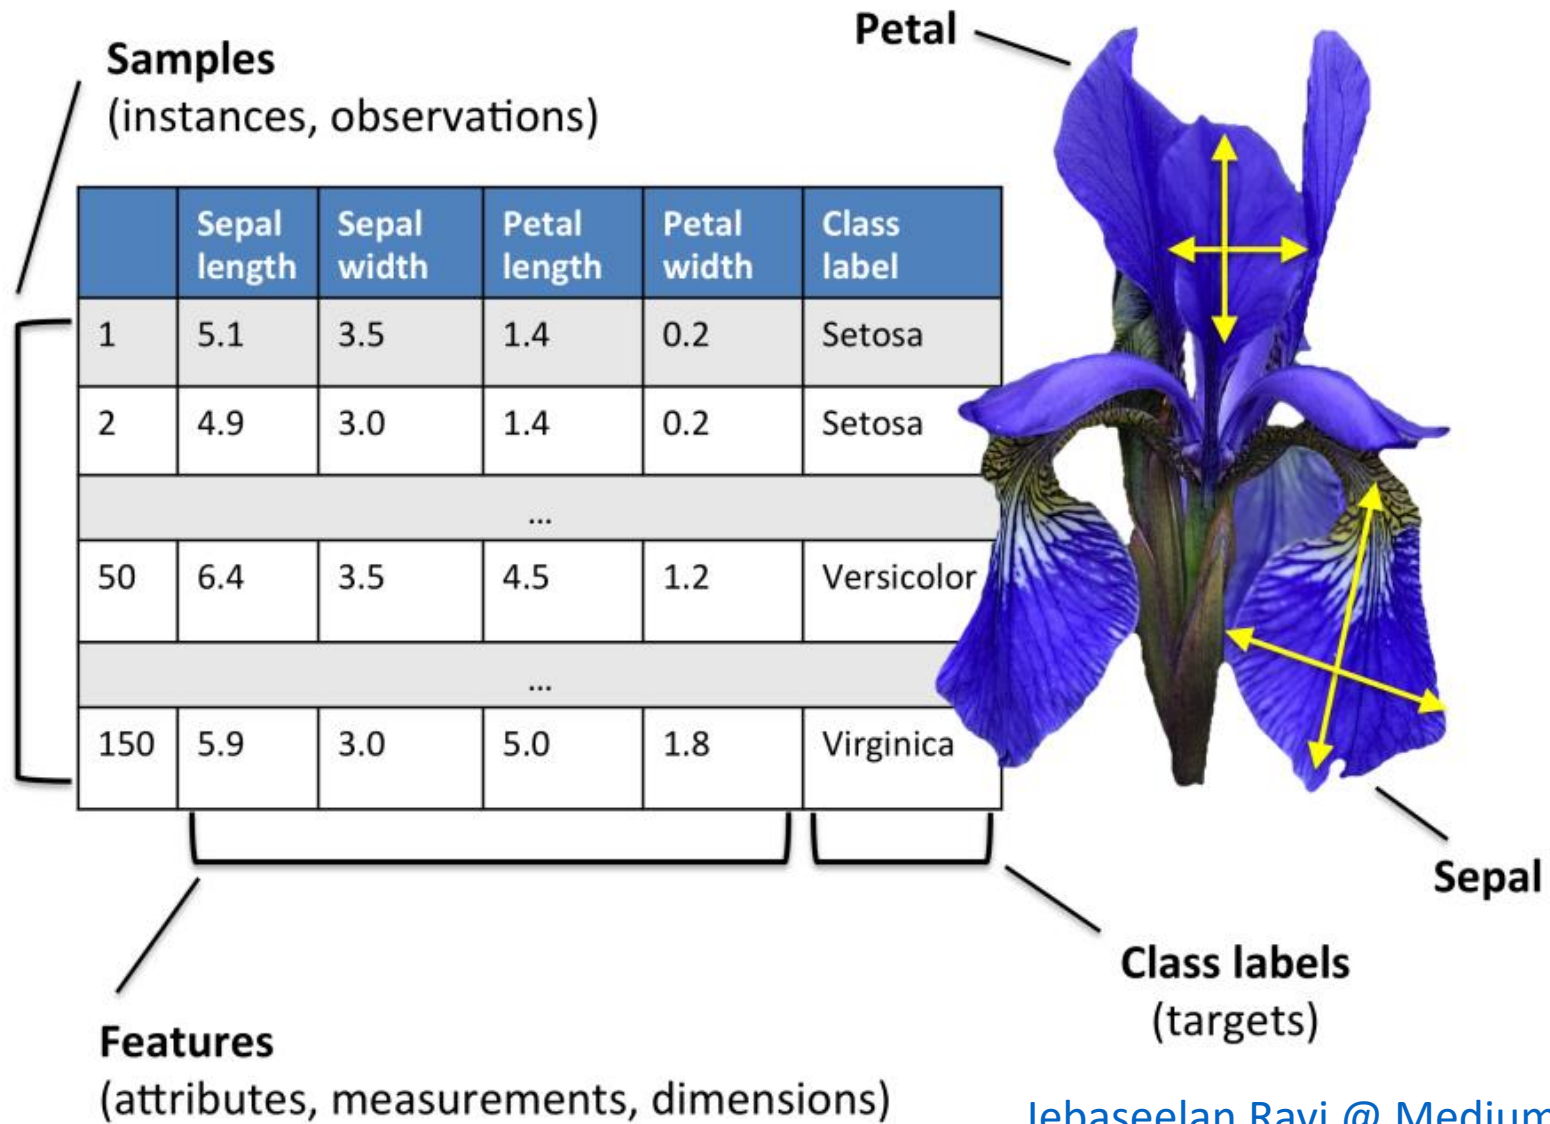 Petal
Samples
(instances, observations)
Sepal length Sepal width Petal length Petal width Class label
1 5.1 3.5 1.4 0.2 Setosa
2 4.9 3.0 1.4 0.2 Setosa
...
50 6.4 3.5 4.5 1.2 Versicolor
...
150 5.9 3.0 5.0 1.8 Virginica
Sepal
Class labels
(targets)
Features
(attributes, measurements, dimensions)
Jebaseelan Ravi @ Medium